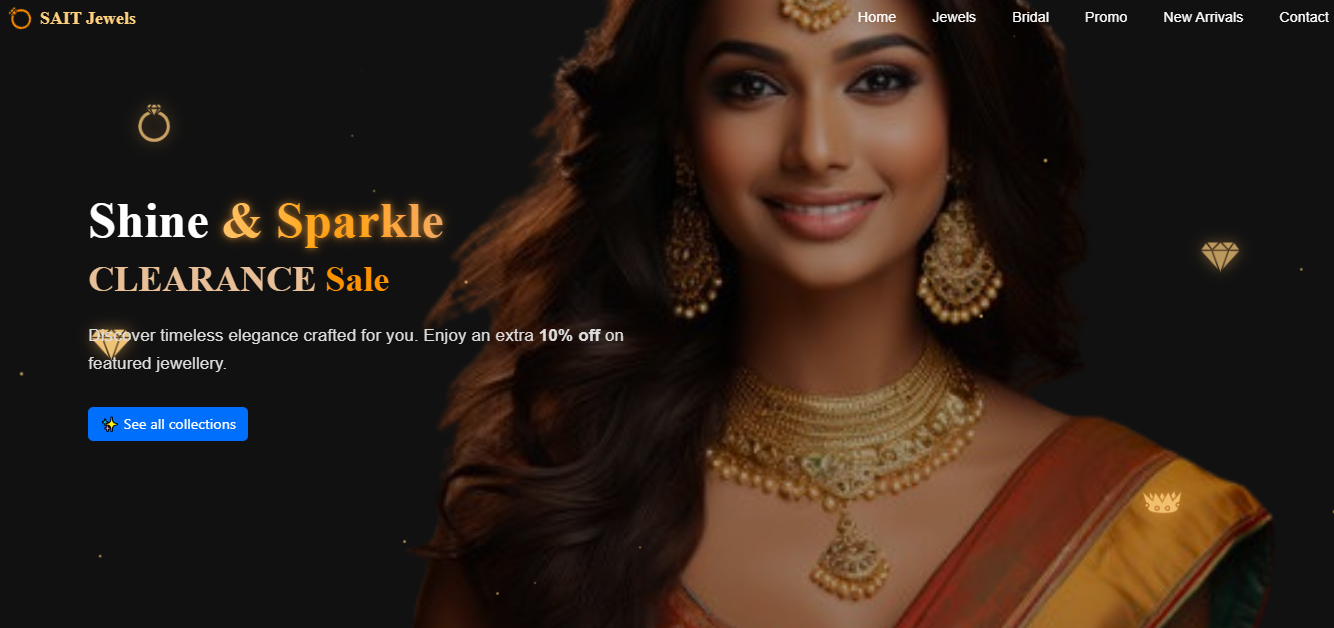 SAIT Jewels
Home Jewels Bridal Promo New Arrivals Contact
Shine & Sparkle
CLEARANCE Sale
Discover timeless elegance crafted for you. Enjoy an extra 10% off on
featured jewellery.
✨ See all collections